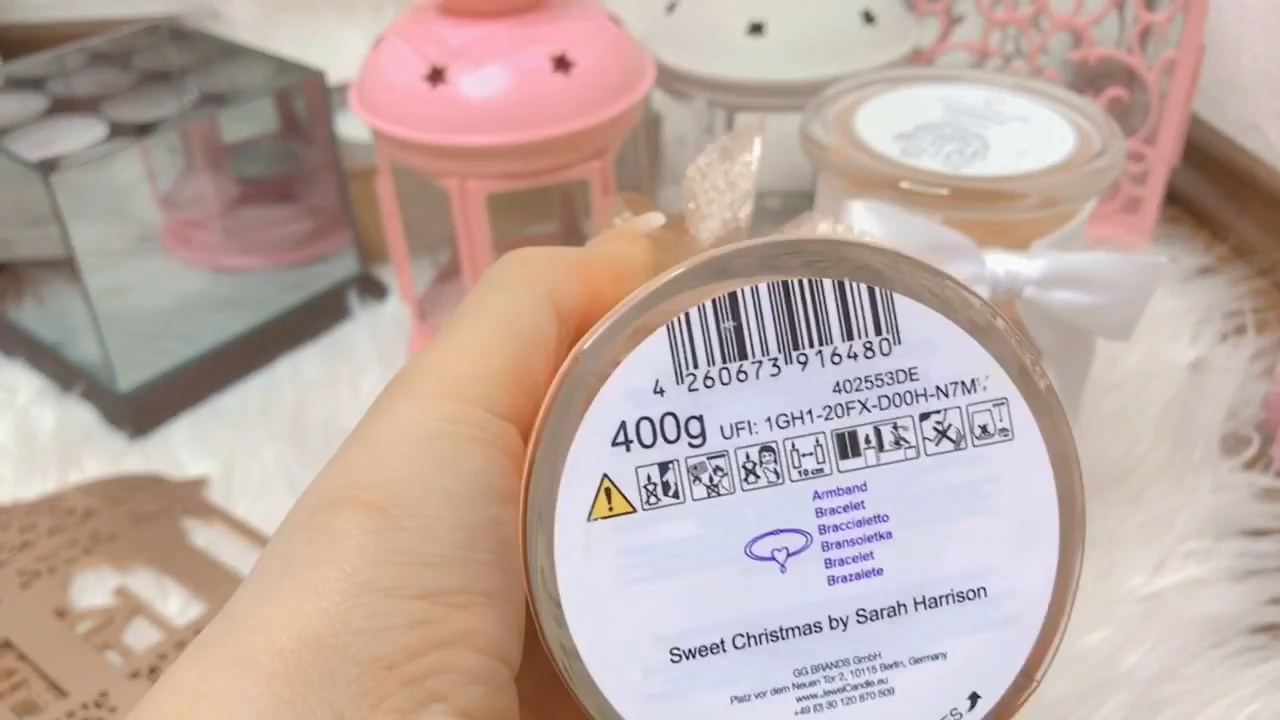 4 260673 916480
402553DE
400g UFI: 1GH1-20FX-D00H-N7M
10 cm
Armband
Bracelet
Braccialetto
Bransoletka
Bracelet
Brazalete
Sweet Christmas by Sarah Harrison
GG BRANDS GmbH
Platz vor dem Neuen Tor 2, 10115 Berlin, Germany
www.JewelCandle.eu
+49 (0) 30 120 870 509